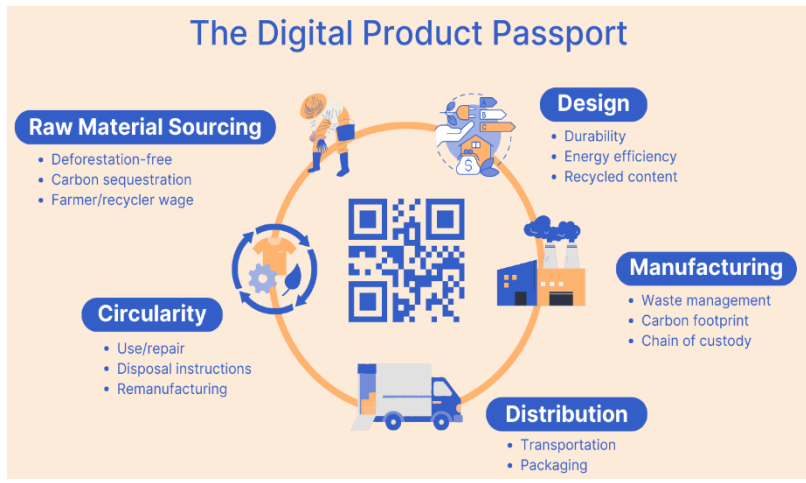 The Digital Product Passport
Raw Material Sourcing
• Deforestation-free
• Carbon sequestration
• Farmer/recycler wage
Design
• Durability
• Energy efficiency
• Recycled content
A
B
C
$
Manufacturing
• Waste management
• Carbon footprint
• Chain of custody
Distribution
• Transportation
• Packaging
Circularity
• Use/repair
• Disposal instructions
• Remanufacturing